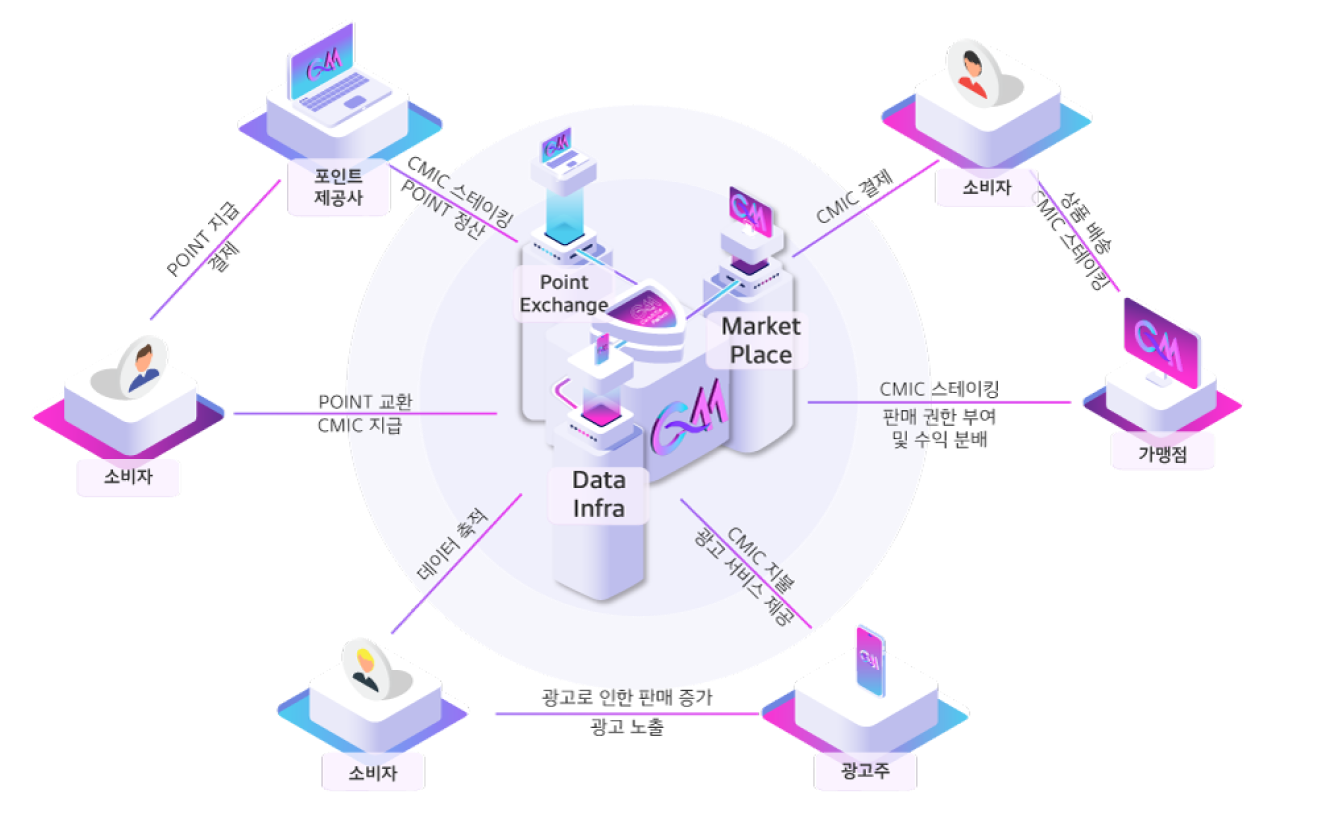 포인트
제공사
소비자
CMIC 스테이킹
POINT 정산
CMIC 결제
상품 배송
CMIC 스테이킹
POINT 지급
결제
Point
Exchange
Market
Place
CM
소비자
POINT 교환
CMIC 지급
CMIC 스테이킹
판매 권한 부여
및 수익 분배
가맹점
Data
Infra
데이터 축적
CMIC 지불
광고 서비스 제공
소비자
광고로 인한 판매 증가
광고 노출
광고주